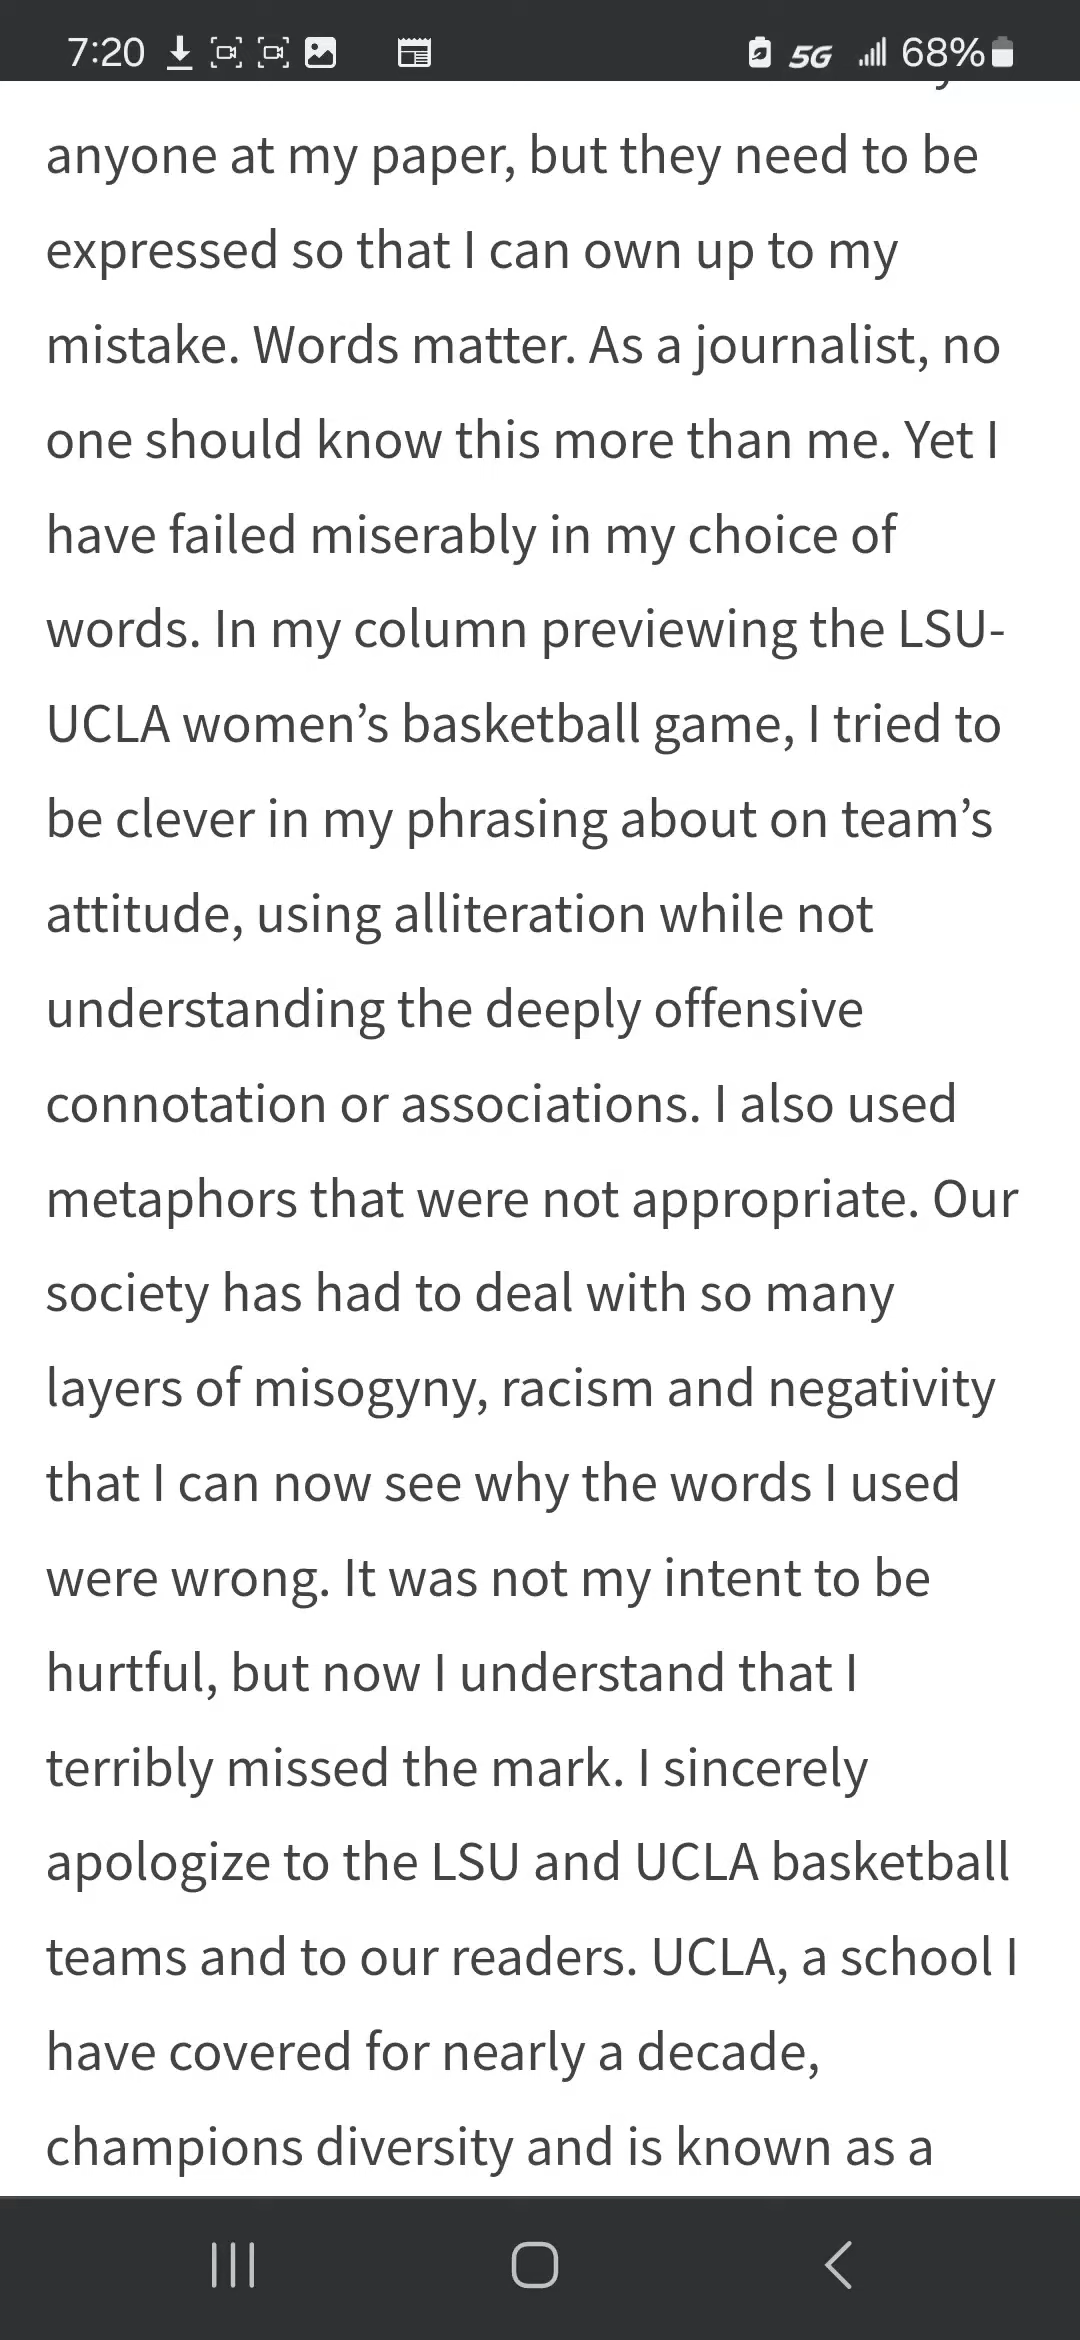 7:20 5G 68%
anyone at my paper, but they need to be
expressed so that I can own up to my
mistake. Words matter. As a journalist, no
one should know this more than me. Yet I
have failed miserably in my choice of
words. In my column previewing the LSU-
UCLA women’s basketball game, I tried to
be clever in my phrasing about on team’s
attitude, using alliteration while not
understanding the deeply offensive
connotation or associations. I also used
metaphors that were not appropriate. Our
society has had to deal with so many
layers of misogyny, racism and negativity
that I can now see why the words I used
were wrong. It was not my intent to be
hurtful, but now I understand that I
terribly missed the mark. I sincerely
apologize to the LSU and UCLA basketball
teams and to our readers. UCLA, a school I
have covered for nearly a decade,
champions diversity and is known as a